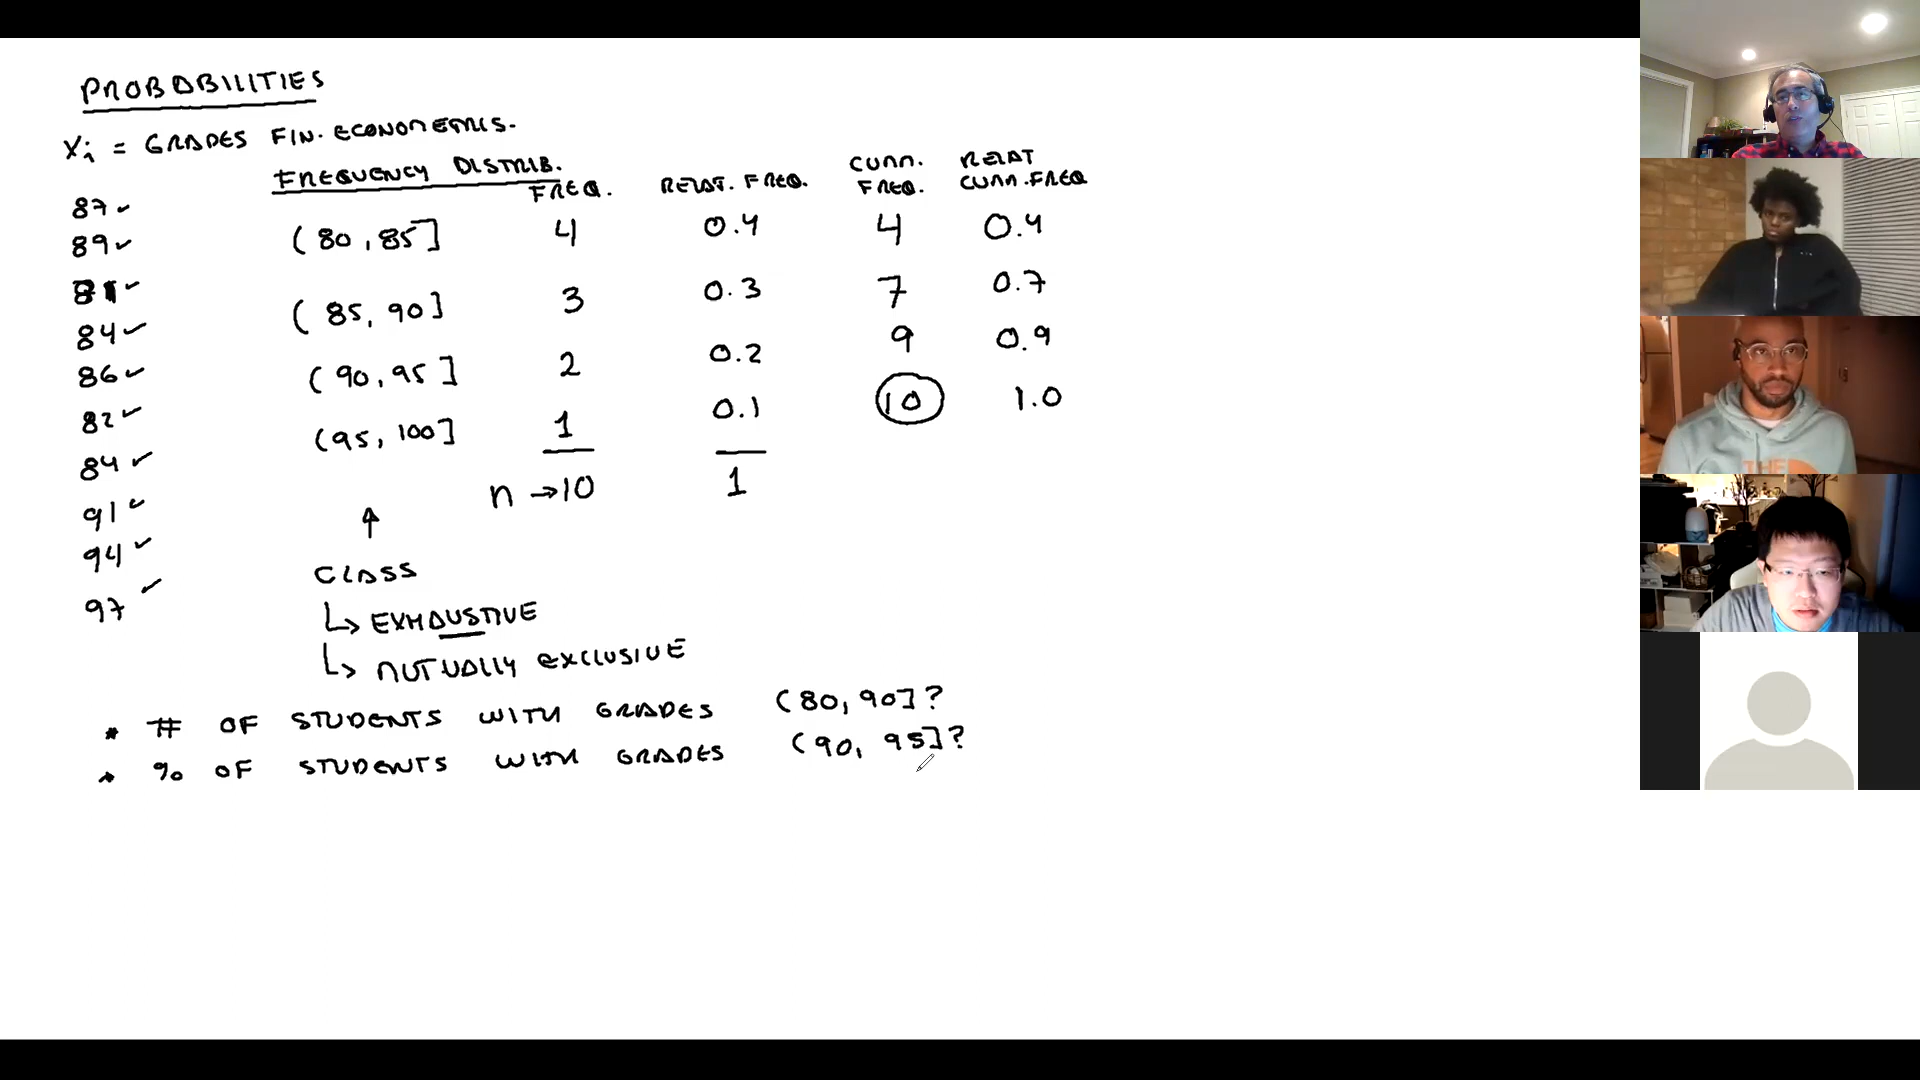 PROBABILITIES
Xi = GRADES FIN. ECONOMETRICS.
FREQUENCY DISTRIB. FREQ. RELAT. FREQ. CUM. FREQ. RELAT CUM. FREQ
87
89
81
84
86
82
84
91
94
97
(80, 85] 4 0.4 4 0.4
(85, 90] 3 0.3 7 0.7
(90, 95] 2 0.2 9 0.9
(95, 100] 1 0.1 10 1.0
n → 10 1
↑
CLASS
↳ EXHAUSTIVE
↳ MUTUALLY EXCLUSIVE
* # OF STUDENTS WITH GRADES (80, 90]?
* % OF STUDENTS WITH GRADES (90, 95]?
THE